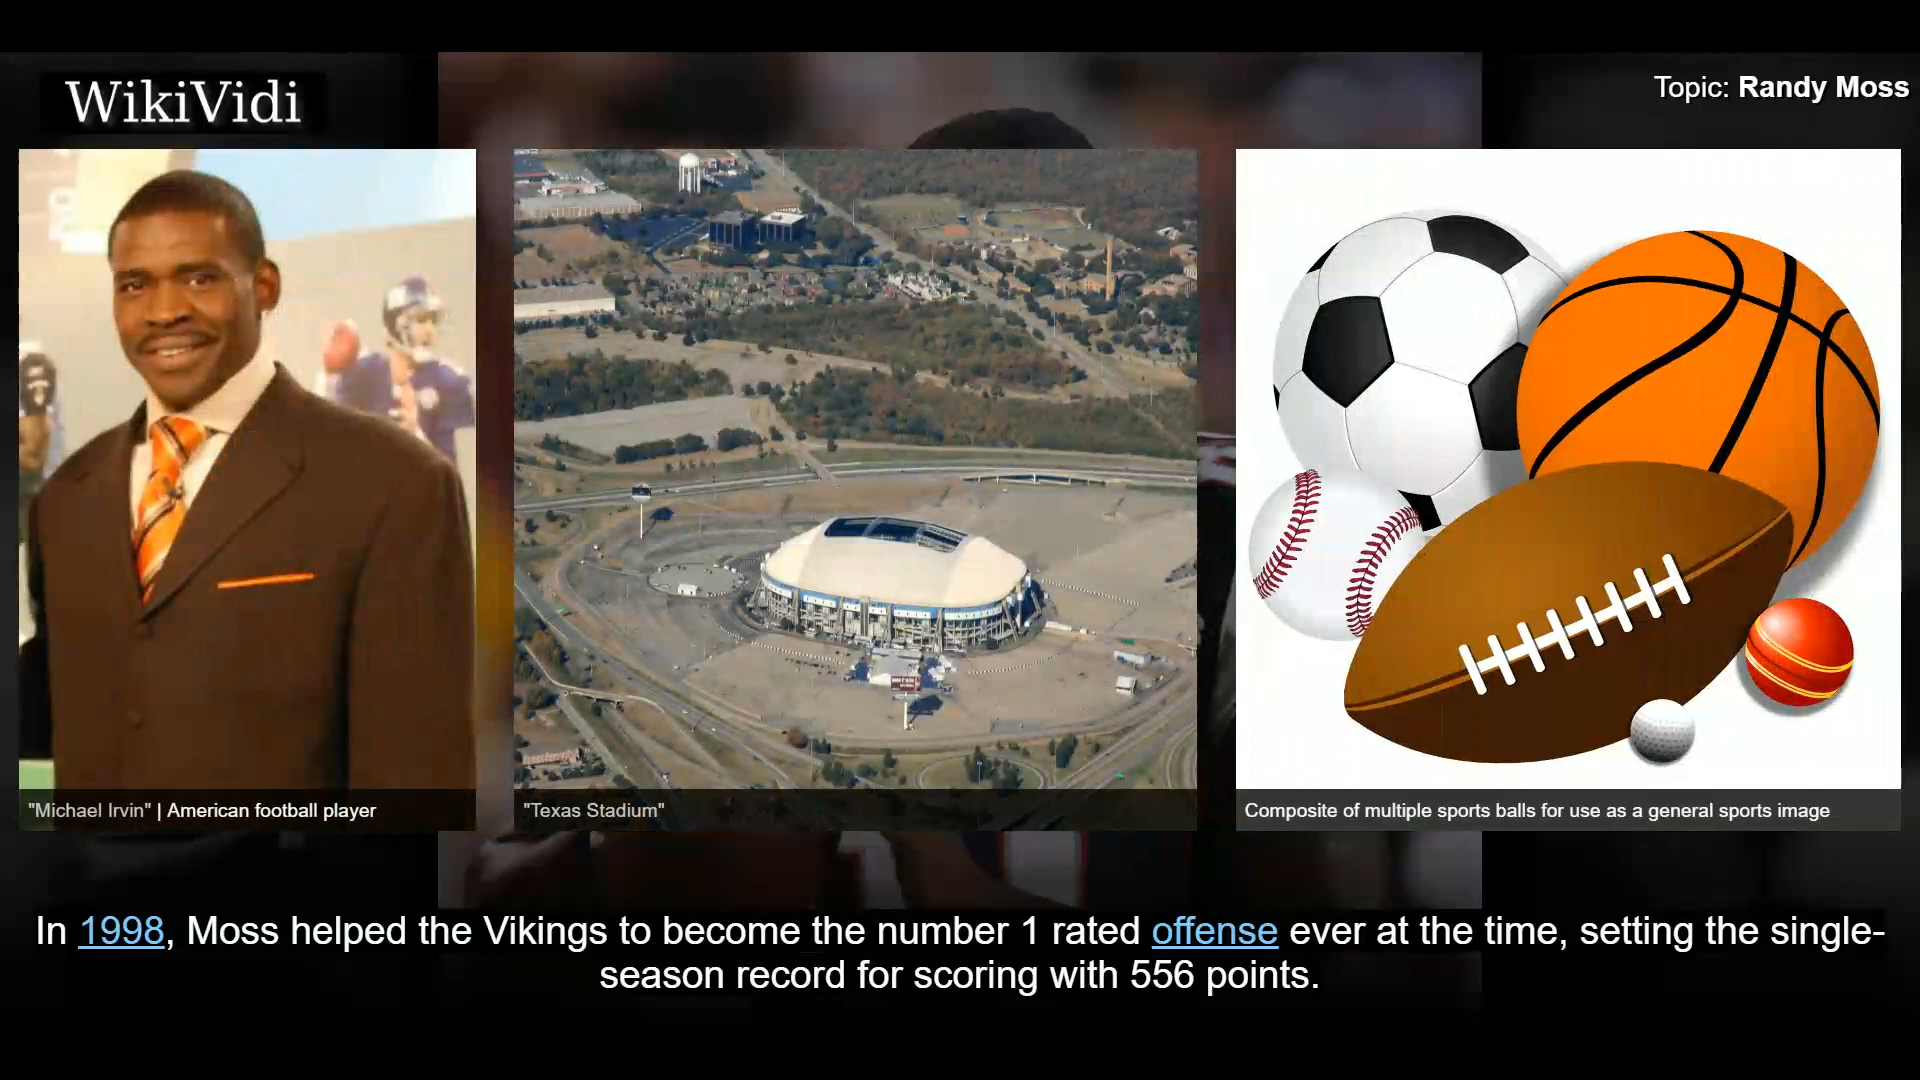 WikiVidi
Topic: Randy Moss
"Michael Irvin" | American football player
"Texas Stadium"
Composite of multiple sports balls for use as a general sports image
In 1998, Moss helped the Vikings to become the number 1 rated offense ever at the time, setting the single-
season record for scoring with 556 points.